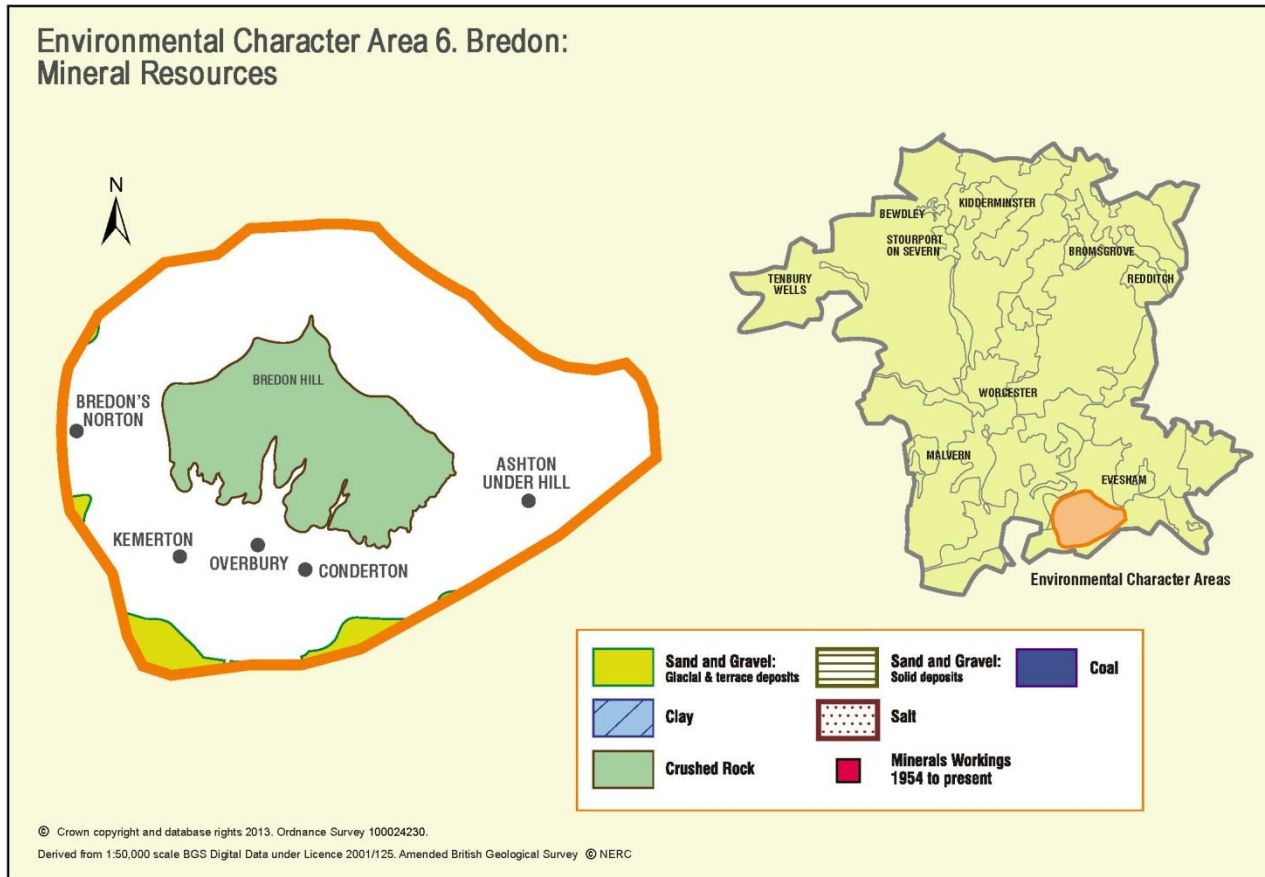 Environmental Character Area 6. Bredon:
Mineral Resources
N
BREDON HILL
BREDON'S
NORTON
ASHTON
UNDER HILL
KEMERTON
OVERBURY
CONDERTON
KIDDERMINSTER
BEWDLEY
STOURPORT
ON SEVERN
BROMSGROVE
REDDITCH
TENBURY
WELLS
WORCESTER
MALVERN
EVESHAM
Environmental Character Areas
Sand and Gravel:
Glacial & terrace deposits
Sand and Gravel:
Solid deposits
Coal
Clay
Salt
Crushed Rock
Minerals Workings
1954 to present
© Crown copyright and database rights 2013. Ordnance Survey 100024230.
Derived from 1:50,000 scale BGS Digital Data under Licence 2001/125. Amended British Geological Survey © NERC